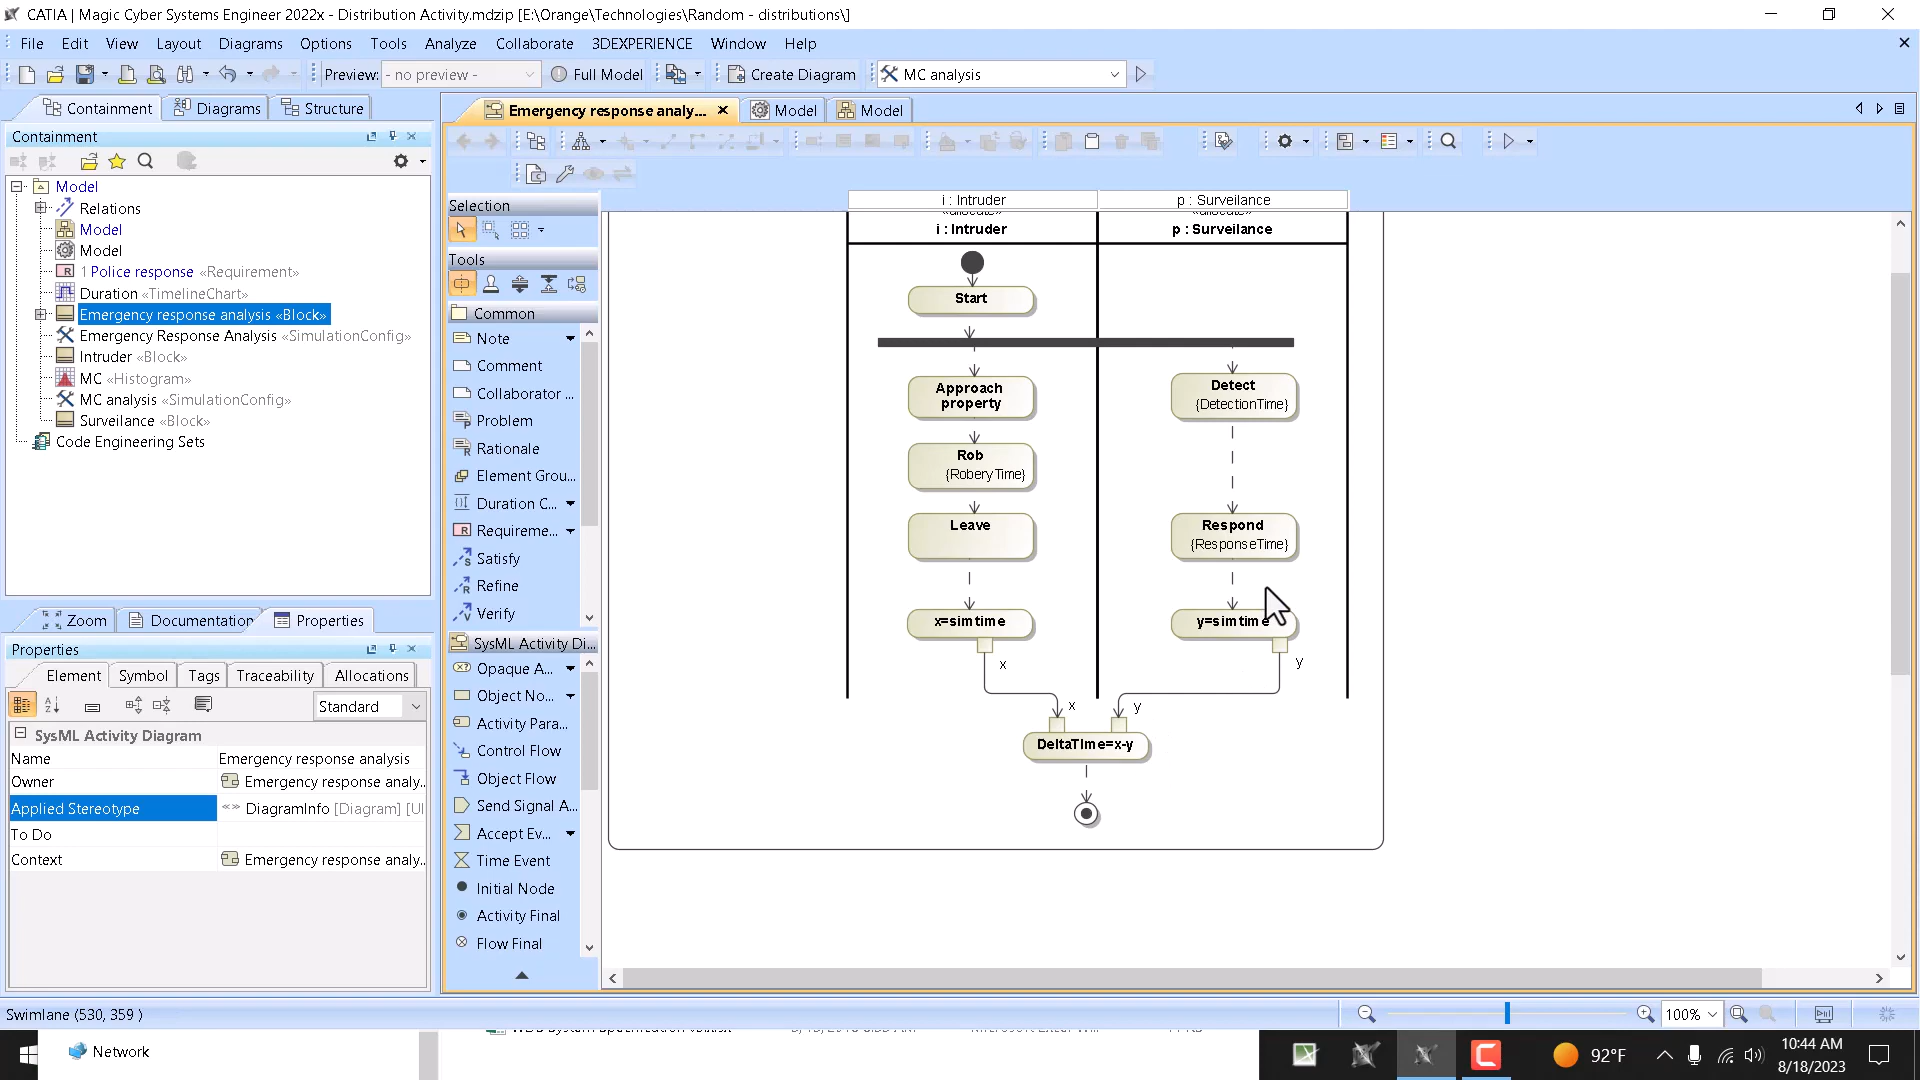 CATIA | Magic Cyber Systems Engineer 2022x - Distribution Activity.mdzip [E:\Orange\Technologies\Random - distributions\]
File Edit View Layout Diagrams Options Tools Analyze Collaborate 3DEXPERIENCE Window Help
Preview: - no preview - Full Model Create Diagram MC analysis
Containment Diagrams Structure
Containment
Model
Relations
Model
Model
1 Police response «Requirement»
Duration «TimelineChart»
Emergency response analysis «Block»
Emergency Response Analysis «SimulationConfig»
Intruder «Block»
MC «Histogram»
MC analysis «SimulationConfig»
Surveilance «Block»
Code Engineering Sets
Zoom Documentation Properties
Properties
Element Symbol Tags Traceability Allocations
Standard
SysML Activity Diagram
Name Emergency response analysis
Owner Emergency response analy...
Applied Stereotype «» DiagramInfo [Diagram] [UI
To Do
Context Emergency response analy...
Emergency response analy... Model Model
Selection
Tools
Common
Note
Comment
Collaborator ...
Problem
Rationale
Element Grou...
Duration C...
Requireme...
Satisfy
Refine
Verify
SysML Activity Di...
Opaque A...
Object No...
Activity Para...
Control Flow
Object Flow
Send Signal A...
Accept Ev...
Time Event
Initial Node
Activity Final
Flow Final
i : Intruder p : Surveilance
«allocate» «allocate»
i : Intruder p : Surveilance
Start
Approach property
Detect
{DetectionTime}
Rob
{RoberyTime}
Leave
Respond
{ResponseTime}
x=simtime
y=simtime
x y
x y
DeltaTime=x-y
Swimlane (530, 359 )
100%
Network
92°F
10:44 AM
8/18/2023